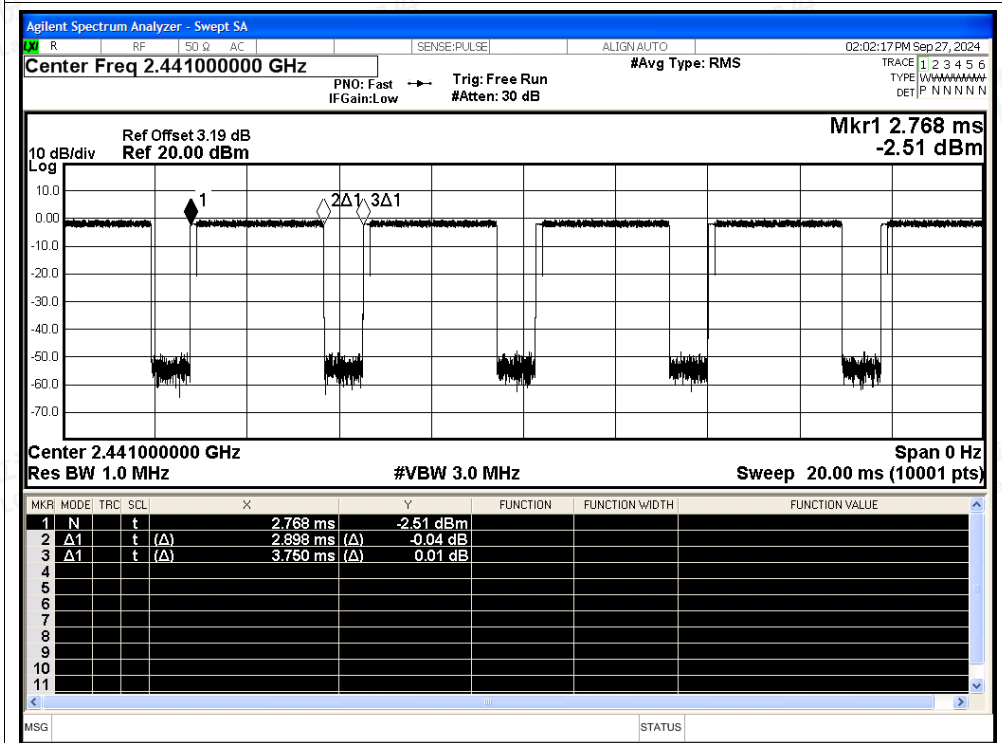 Agilent Spectrum Analyzer - Swept SA
LXI R RF 50 Ω AC SENSE:PULSE ALIGN AUTO 02:02:17 PM Sep 27, 2024
Center Freq 2.441000000 GHz #Avg Type: RMS TRACE 1 2 3 4 5 6
PNO: Fast Trig: Free Run TYPE WWWWWW
IFGain:Low #Atten: 30 dB DET P N N N N N
Mkr1 2.768 ms
Ref Offset 3.19 dB
10 dB/div Ref 20.00 dBm -2.51 dBm
Log
10.0
1 2Δ1 3Δ1
0.00
-10.0
-20.0
-30.0
-40.0
-50.0
-60.0
-70.0
Center 2.441000000 GHz Span 0 Hz
Res BW 1.0 MHz #VBW 3.0 MHz Sweep 20.00 ms (10001 pts)
MKR MODE TRC SCL X Y FUNCTION FUNCTION WIDTH FUNCTION VALUE
1 N t 2.768 ms -2.51 dBm
2 Δ1 t (Δ) 2.898 ms (Δ) -0.04 dB
3 Δ1 t (Δ) 3.750 ms (Δ) 0.01 dB
4
5
6
7
8
9
10
11
MSG STATUS